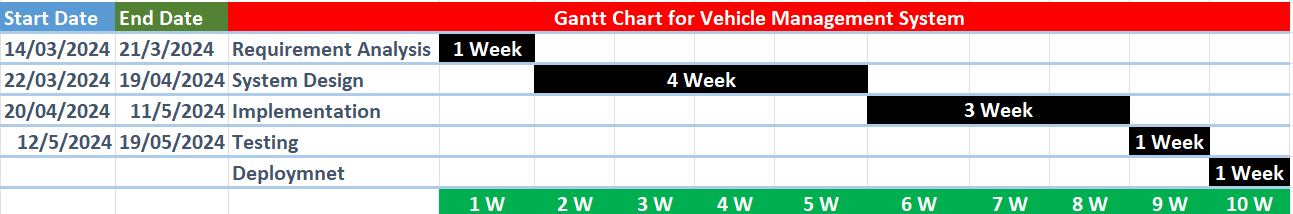 Start Date End Date Gantt Chart for Vehicle Management System
14/03/2024 21/3/2024 Requirement Analysis 1 Week
22/03/2024 19/04/2024 System Design 4 Week
20/04/2024 11/5/2024 Implementation 3 Week
12/5/2024 19/05/2024 Testing 1 Week
Deploymnet 1 Week
1 W 2 W 3 W 4 W 5 W 6 W 7 W 8 W 9 W 10 W